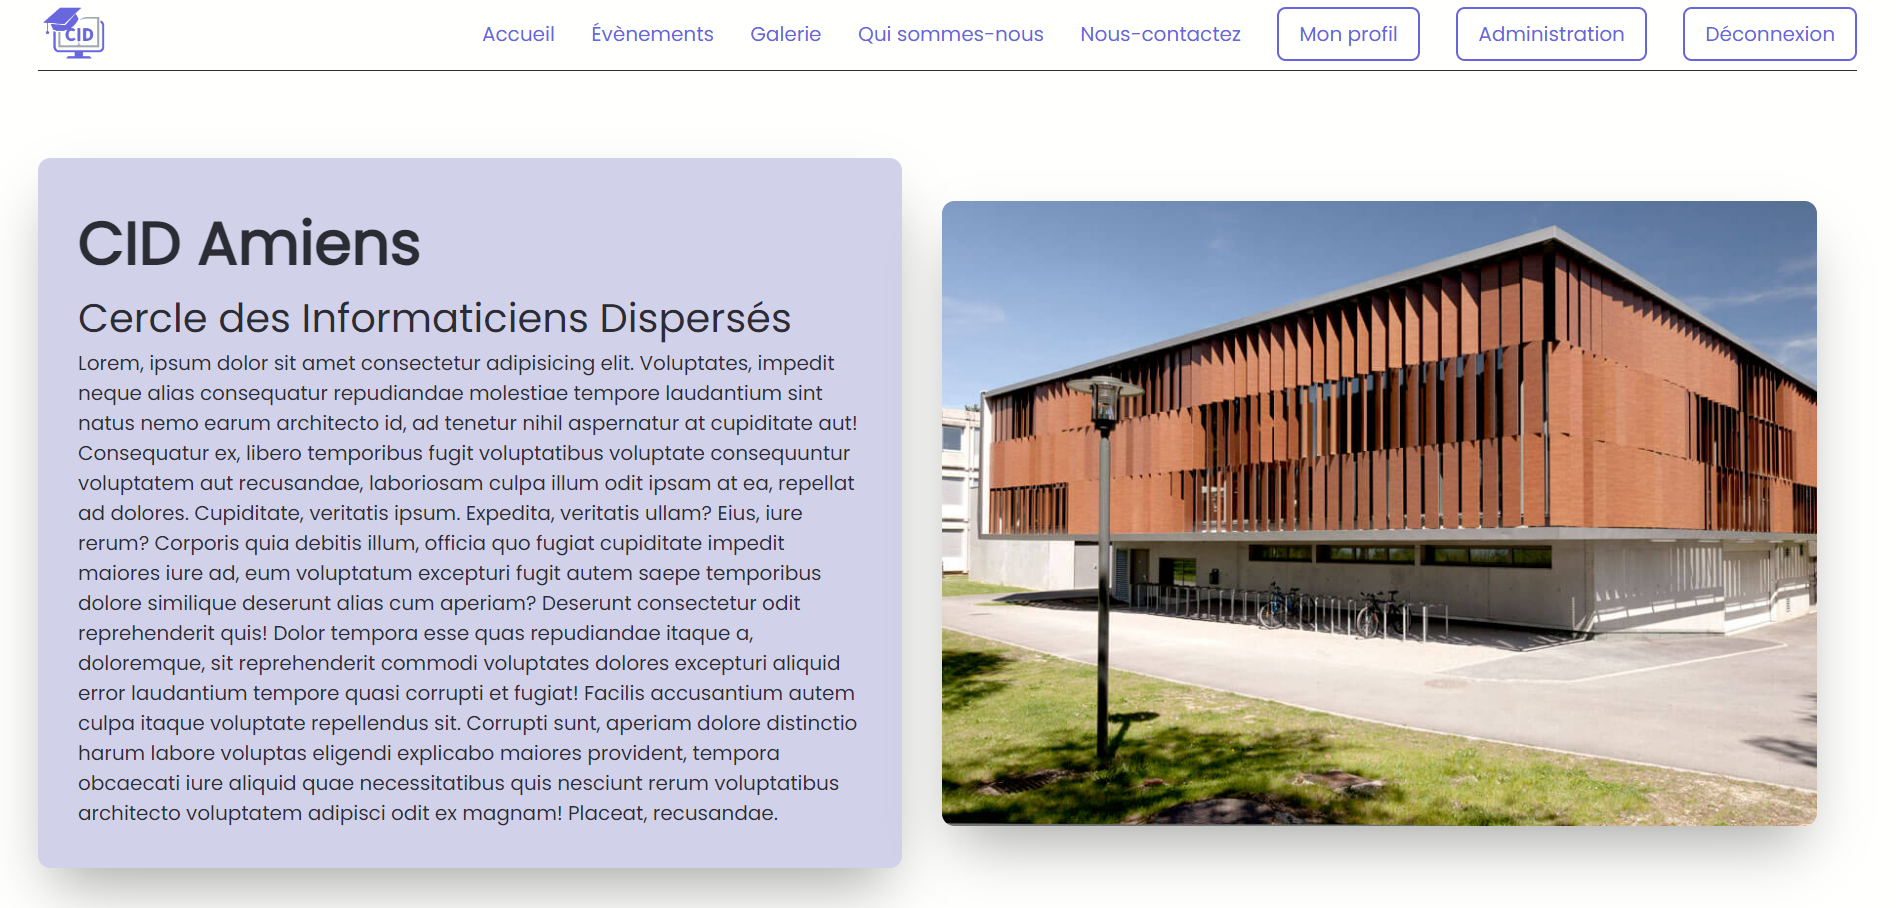 CID
Accueil Évènements Galerie Qui sommes-nous Nous-contactez Mon profil Administration Déconnexion
CID Amiens
Cercle des Informaticiens Dispersés
Lorem, ipsum dolor sit amet consectetur adipisicing elit. Voluptates, impedit
neque alias consequatur repudiandae molestiae tempore laudantium sint
natus nemo earum architecto id, ad tenetur nihil aspernatur at cupiditate aut!
Consequatur ex, libero temporibus fugit voluptatibus voluptate consequuntur
voluptatem aut recusandae, laboriosam culpa illum odit ipsam at ea, repellat
ad dolores. Cupiditate, veritatis ipsum. Expedita, veritatis ullam? Eius, iure
rerum? Corporis quia debitis illum, officia quo fugiat cupiditate impedit
maiores iure ad, eum voluptatum excepturi fugit autem saepe temporibus
dolore similique deserunt alias cum aperiam? Deserunt consectetur odit
reprehenderit quis! Dolor tempora esse quas repudiandae itaque a,
doloremque, sit reprehenderit commodi voluptates dolores excepturi aliquid
error laudantium tempore quasi corrupti et fugiat! Facilis accusantium autem
culpa itaque voluptate repellendus sit. Corrupti sunt, aperiam dolore distinctio
harum labore voluptas eligendi explicabo maiores provident, tempora
obcaecati iure aliquid quae necessitatibus quis nesciunt rerum voluptatibus
architecto voluptatem adipisci odit ex magnam! Placeat, recusandae.